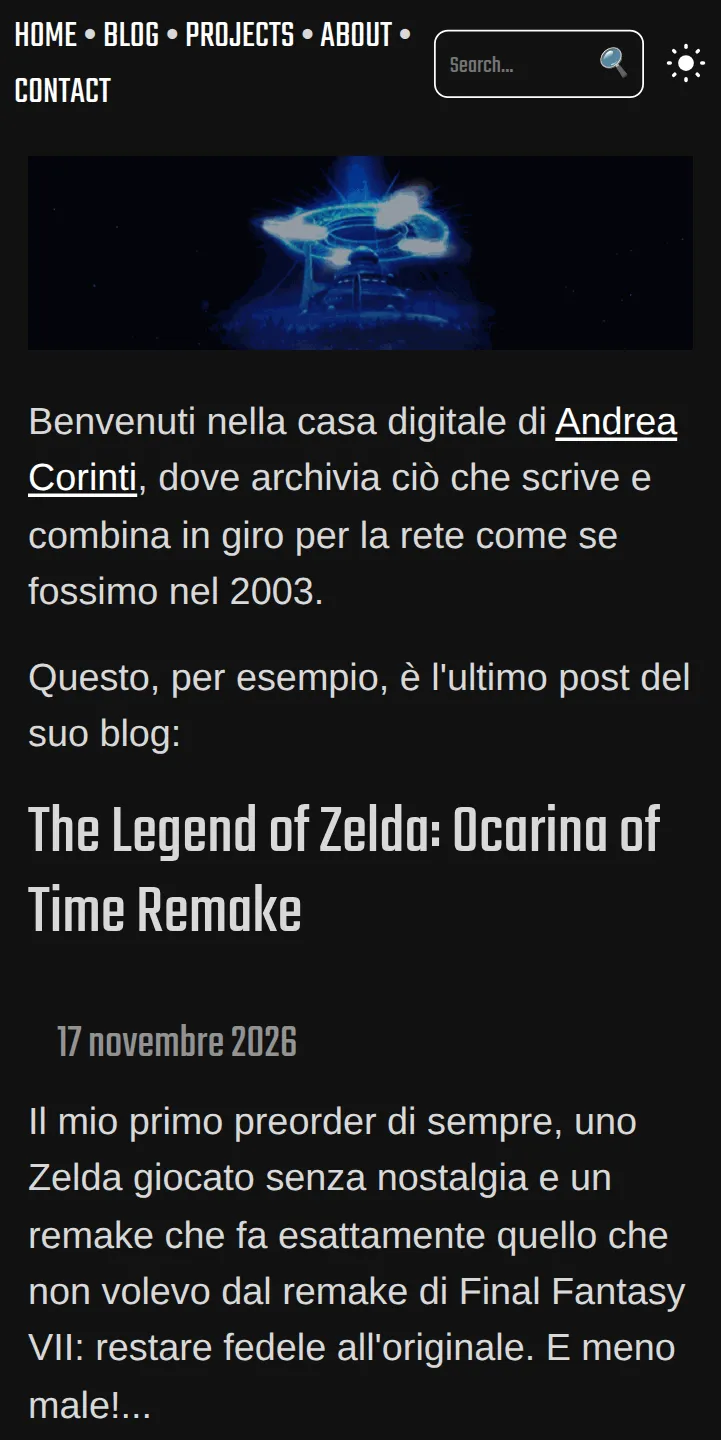 HOME • BLOG • PROJECTS • ABOUT •
CONTACT
Search...
Benvenuti nella casa digitale di Andrea
Corinti, dove archivia ciò che scrive e
combina in giro per la rete come se
fossimo nel 2003.
Questo, per esempio, è l'ultimo post del
suo blog:
The Legend of Zelda: Ocarina of
Time Remake
17 novembre 2026
Il mio primo preorder di sempre, uno
Zelda giocato senza nostalgia e un
remake che fa esattamente quello che
non volevo dal remake di Final Fantasy
VII: restare fedele all'originale. E meno
male!...